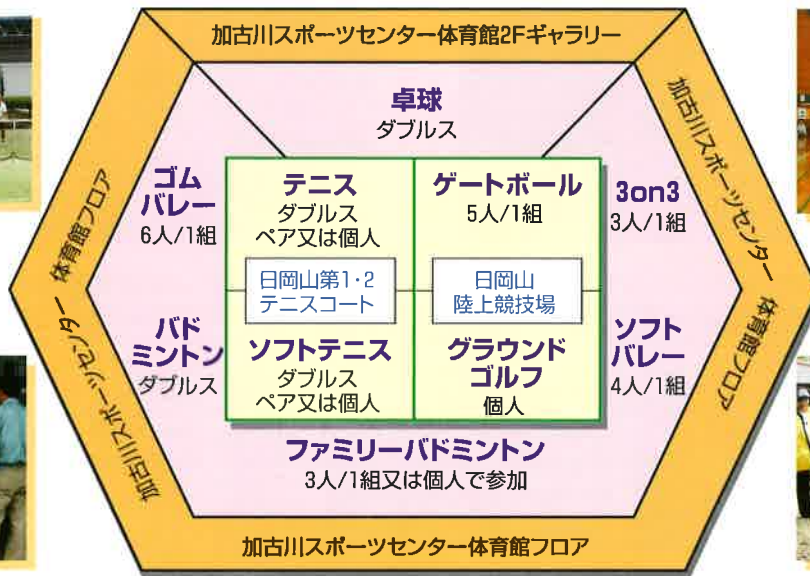 加古川スポーツセンター体育館2Fギャラリー
卓球
ダブルス
ゴム
バレー
6人/1組
テニス
ダブルス
ペア又は個人
ゲートボール
5人/1組
3on3
3人/1組
加古川スポーツセンター 体育館フロア
加古川スポーツセンター 体育館フロア
日岡山第1・2
テニスコート
日岡山
陸上競技場
バド
ミントン
ダブルス
ソフトテニス
ダブルス
ペア又は個人
グラウンド
ゴルフ
個人
ソフト
バレー
4人/1組
ファミリーバドミントン
3人/1組又は個人で参加
加古川スポーツセンター体育館フロア